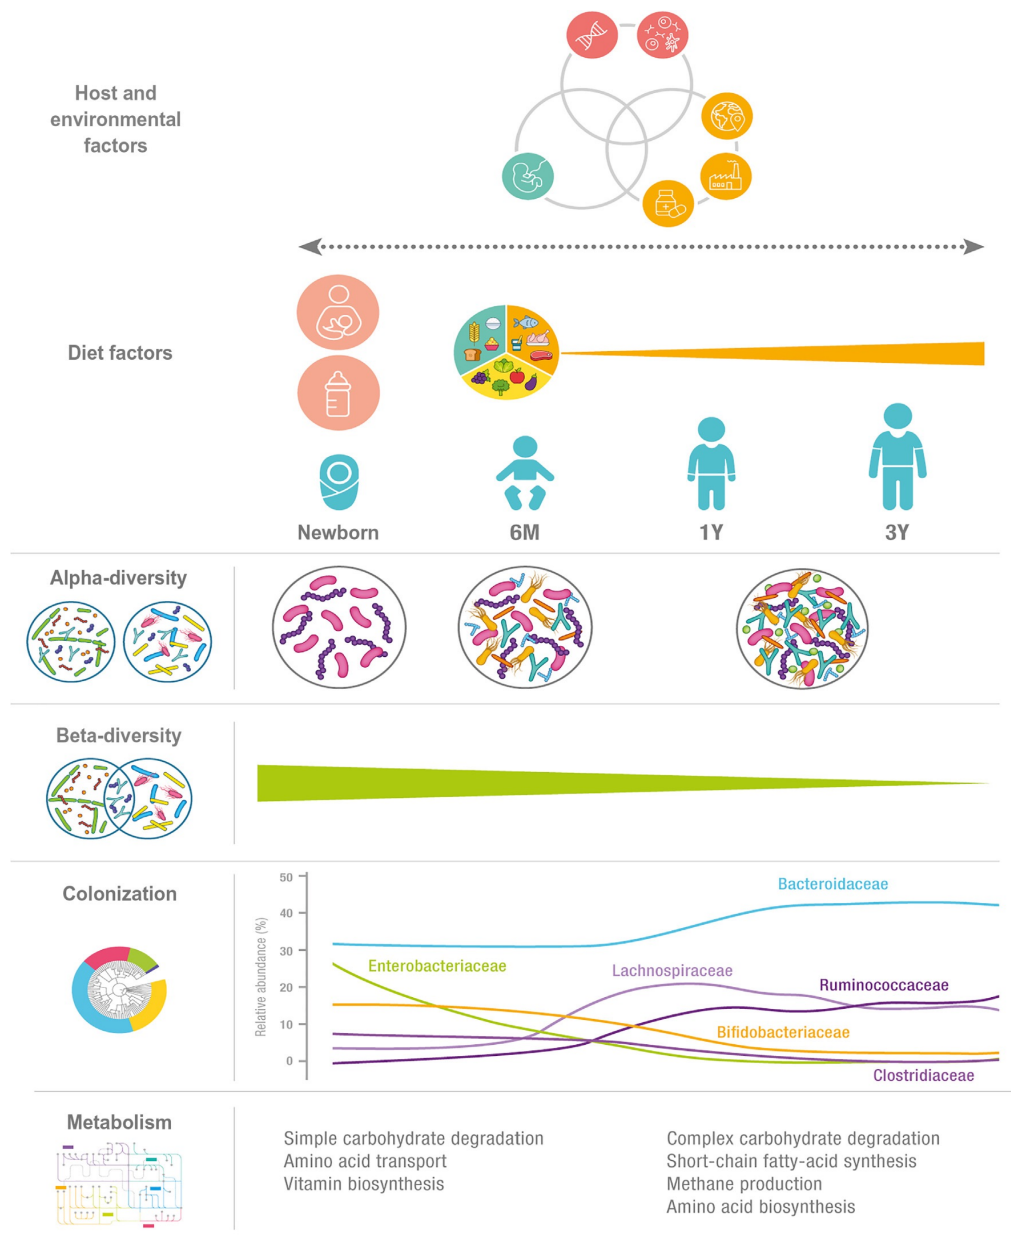 Host and
environmental
factors
Diet factors
Newborn
6M
1Y
3Y
Alpha-diversity
Beta-diversity
Colonization
Relative abundance (%)
50
40
30
20
10
0
Bacteroidaceae
Enterobacteriaceae
Lachnospiraceae
Ruminococcaceae
Bifidobacteriaceae
Clostridiaceae
Metabolism
Simple carbohydrate degradation
Amino acid transport
Vitamin biosynthesis
Complex carbohydrate degradation
Short-chain fatty-acid synthesis
Methane production
Amino acid biosynthesis